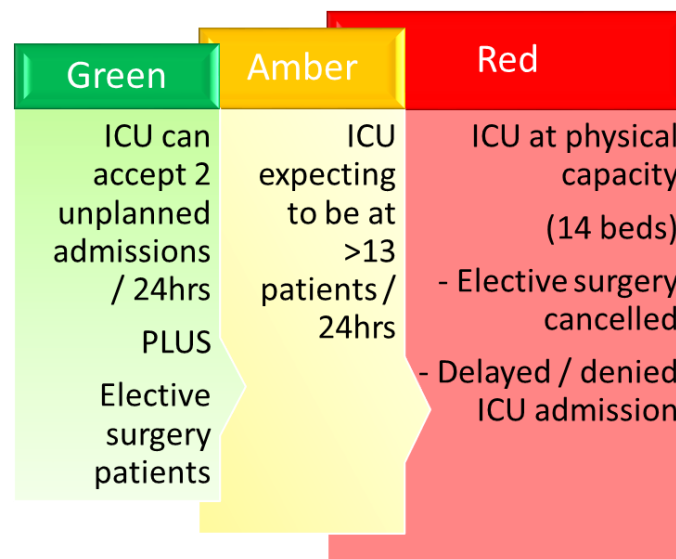 Green
ICU can
accept 2
unplanned
admissions
/ 24hrs
PLUS
Elective
surgery
patients
Amber
ICU
expecting
to be at
>13
patients /
24hrs
Red
ICU at physical
capacity
(14 beds)
- Elective surgery
cancelled
- Delayed / denied
ICU admission